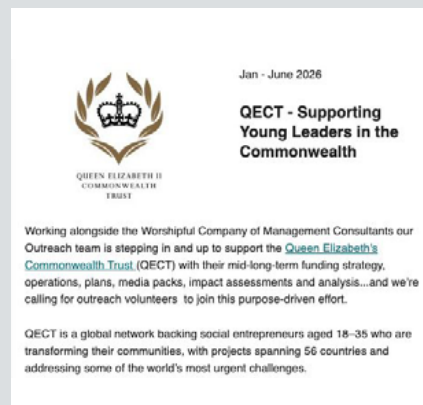 Jan - June 2026
QECT - Supporting
Young Leaders in the
Commonwealth
QUEEN ELIZABETH II
COMMONWEALTH
TRUST
Working alongside the Worshipful Company of Management Consultants our
Outreach team is stepping in and up to support the Queen Elizabeth's
Commonwealth Trust (QECT) with their mid-long-term funding strategy,
operations, plans, media packs, impact assessments and analysis...and we're
calling for outreach volunteers to join this purpose-driven effort.
QECT is a global network backing social entrepreneurs aged 18–35 who are
transforming their communities, with projects spanning 56 countries and
addressing some of the world's most urgent challenges.